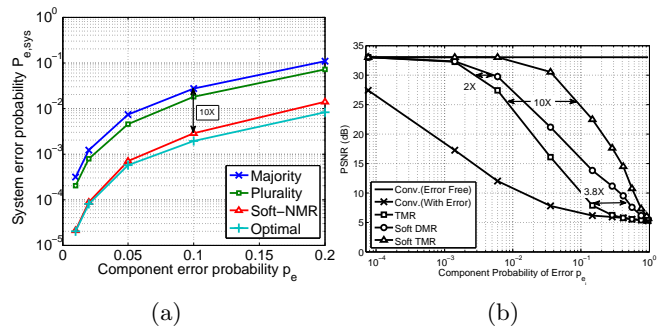 System error probability P_e,sys
10^0
10^-1
10^-2
10^-3
10^-4
10^-5
10X
Majority
Plurality
Soft-NMR
Optimal
0 0.05 0.1 0.15 0.2
Component error probability p_e
(a)
PSNR (dB)
35
30
25
20
15
10
5
0
2X
10X
3.8X
Conv.(Error Free)
Conv.(With Error)
TMR
Soft DMR
Soft TMR
10^-4 10^-3 10^-2 10^-1 10^0
Component Probability of Error p_e
(b)